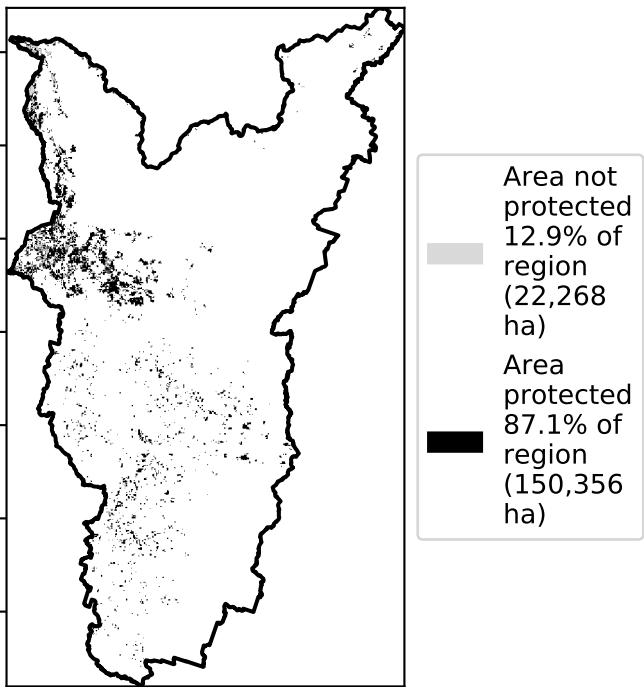 Area not
protected
12.9% of
region
(22,268
ha)
Area
protected
87.1% of
region
(150,356
ha)